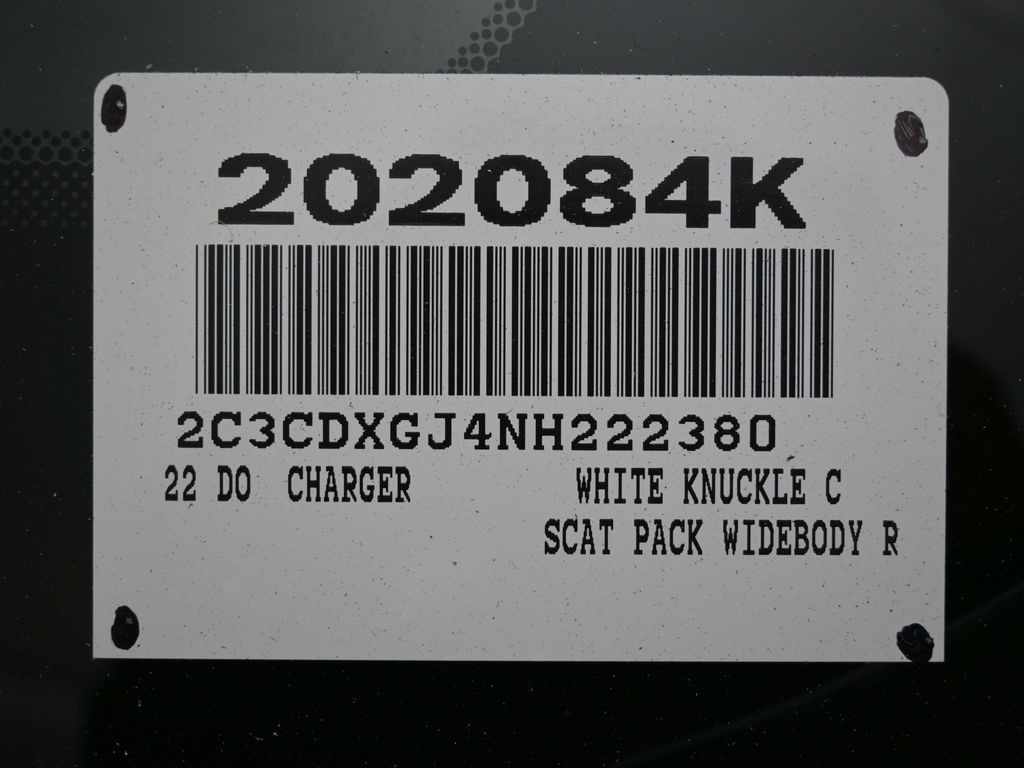 202084K
2C3CDXGJ4NH222380
22 DO CHARGER WHITE KNUCKLE C
SCAT PACK WIDEBODY R